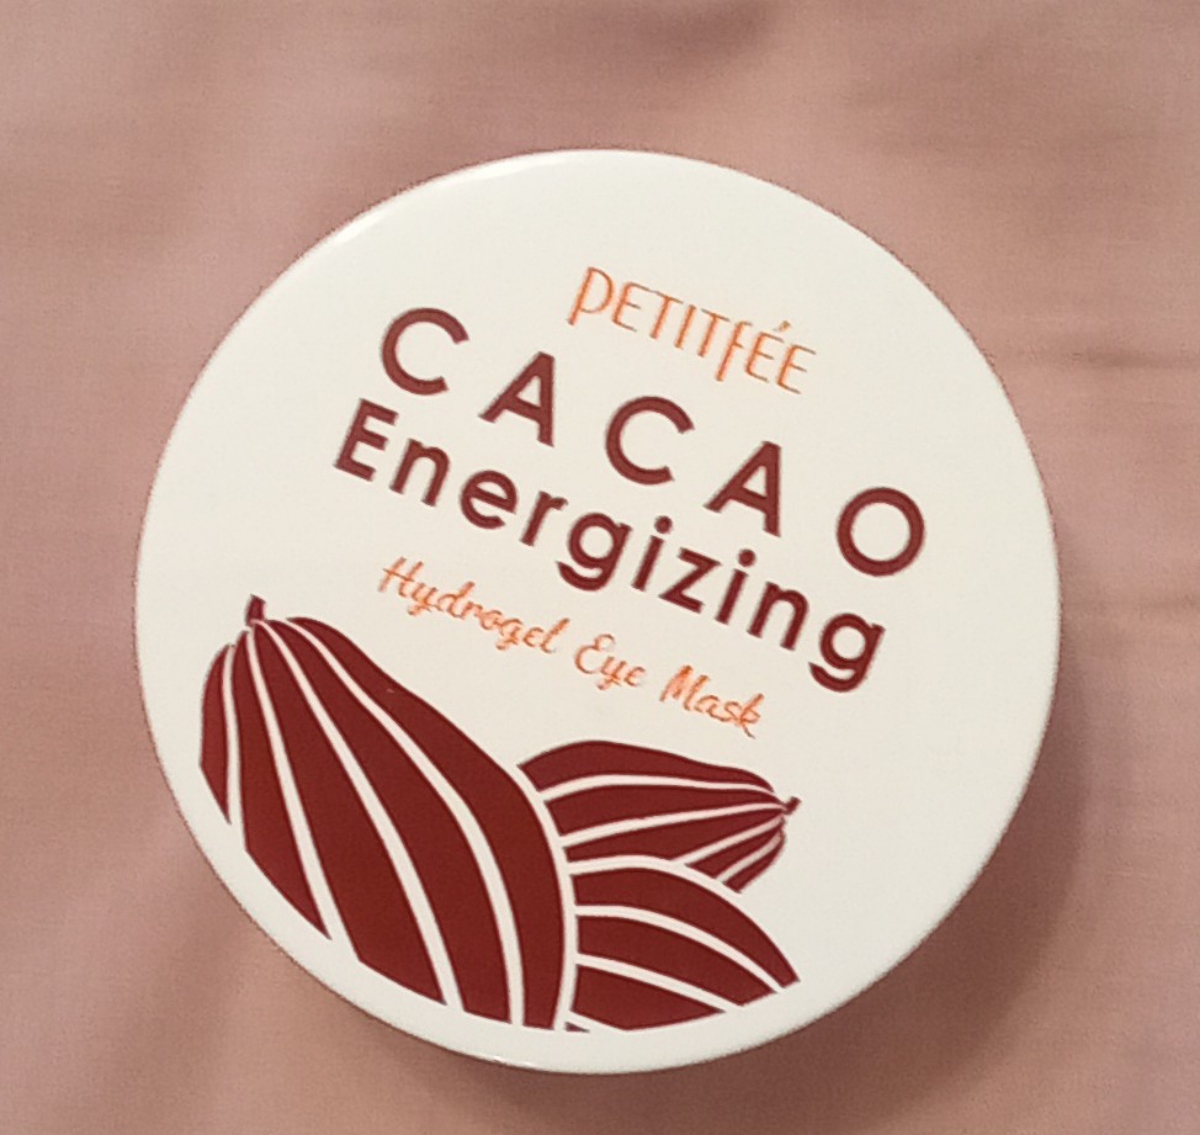 PETITFÉE
CACAO
Energizing
Hydrogel Eye Mask